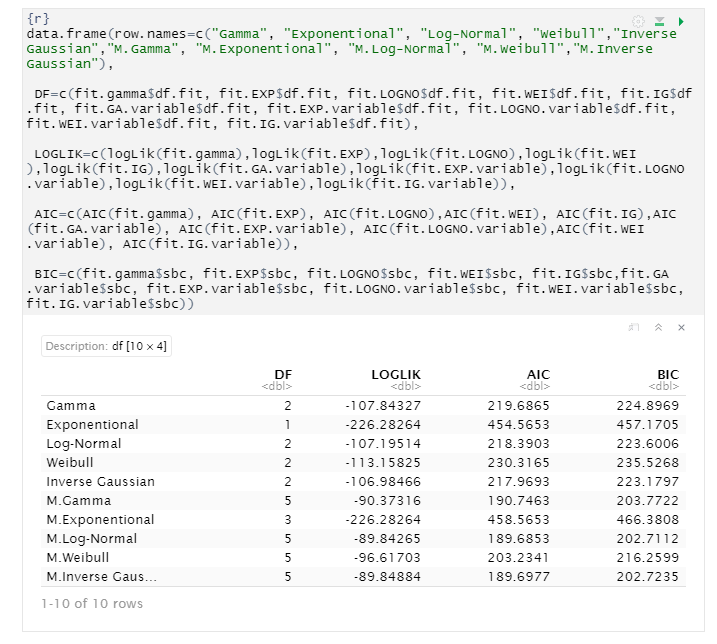 {r}
data.frame(row.names=c("Gamma", "Exponential", "Log-Normal", "Weibull","Inverse
Gaussian","M.Gamma", "M.Exponential", "M.Log-Normal", "M.Weibull","M.Inverse
Gaussian"),
DF=c(fit.gamma$df.fit, fit.EXP$df.fit, fit.LOGNO$df.fit, fit.WEI$df.fit, fit.IG$df
.fit, fit.GA.variable$df.fit, fit.EXP.variable$df.fit, fit.LOGNO.variable$df.fit,
fit.WEI.variable$df.fit, fit.IG.variable$df.fit),
LOGLIK=c(logLik(fit.gamma),logLik(fit.EXP),logLik(fit.LOGNO),logLik(fit.WEI
),logLik(fit.IG),logLik(fit.GA.variable),logLik(fit.EXP.variable),logLik(fit.LOGNO
.variable),logLik(fit.WEI.variable),logLik(fit.IG.variable)),
AIC=c(AIC(fit.gamma), AIC(fit.EXP), AIC(fit.LOGNO),AIC(fit.WEI), AIC(fit.IG),AIC
(fit.GA.variable), AIC(fit.EXP.variable), AIC(fit.LOGNO.variable),AIC(fit.WEI
.variable), AIC(fit.IG.variable)),
BIC=c(fit.gamma$sbc, fit.EXP$sbc, fit.LOGNO$sbc, fit.WEI$sbc, fit.IG$sbc,fit.GA
.variable$sbc, fit.EXP.variable$sbc, fit.LOGNO.variable$sbc, fit.WEI.variable$sbc,
fit.IG.variable$sbc))
Description: df [10 × 4]
DF LOGLIK AIC BIC
<dbl> <dbl> <dbl> <dbl>
Gamma 2 -107.84327 219.6865 224.8969
Exponential 1 -226.28264 454.5653 457.1705
Log-Normal 2 -107.19514 218.3903 223.6006
Weibull 2 -113.15825 230.3165 235.5268
Inverse Gaussian 2 -106.98466 217.9693 223.1797
M.Gamma 5 -90.37316 190.7463 203.7722
M.Exponential 3 -226.28264 458.5653 466.3808
M.Log-Normal 5 -89.84265 189.6853 202.7112
M.Weibull 5 -96.61703 203.2341 216.2599
M.Inverse Gaus... 5 -89.84884 189.6977 202.7235
1-10 of 10 rows